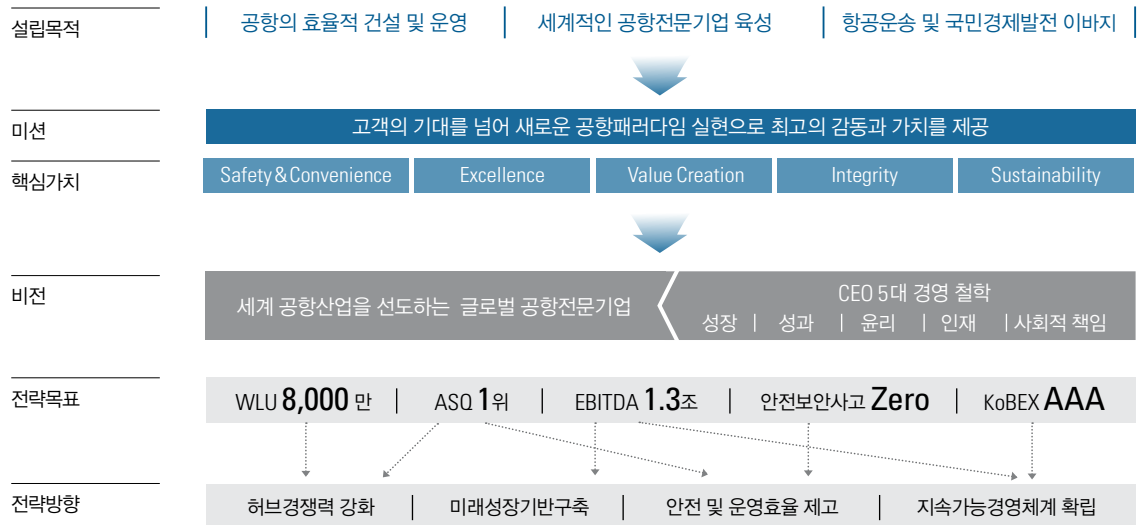 설립목적
공항의 효율적 건설 및 운영 | 세계적인 공항전문기업 육성 | 항공운송 및 국민경제발전 이바지
미션
고객의 기대를 넘어 새로운 공항패러다임 실현으로 최고의 감동과 가치를 제공
핵심가치
Safety & Convenience Excellence Value Creation Integrity Sustainability
비전
세계 공항산업을 선도하는 글로벌 공항전문기업
CEO 5대 경영 철학
성장 | 성과 | 윤리 | 인재 | 사회적 책임
전략목표
WLU 8,000 만 | ASQ 1위 | EBITDA 1.3조 | 안전보안사고 Zero | KoBEX AAA
전략방향
허브경쟁력 강화 | 미래성장기반구축 | 안전 및 운영효율 제고 | 지속가능경영체계 확립